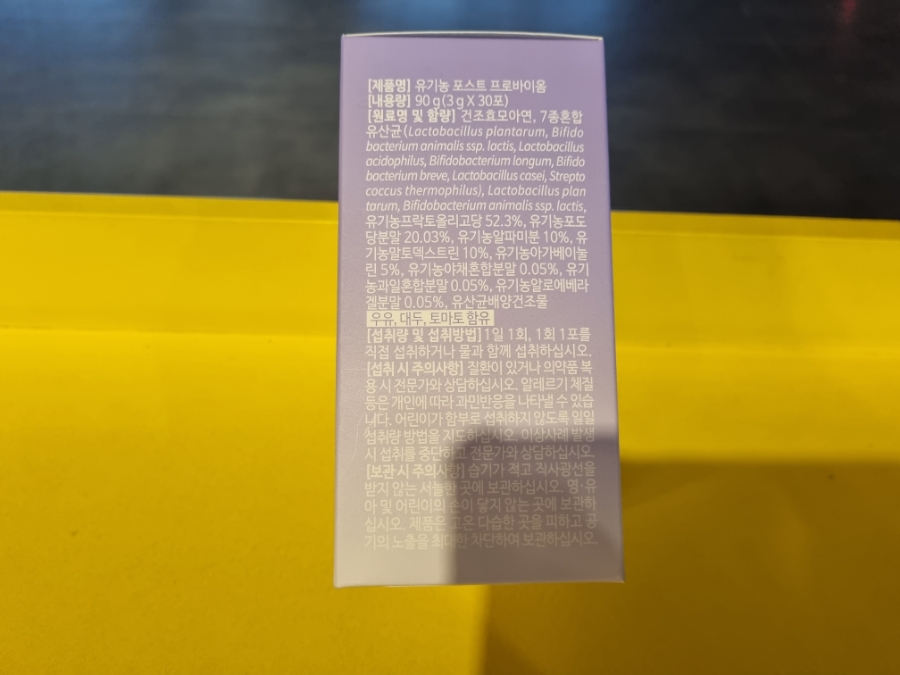 [제품명] 유기농 포스트 프로바이옴
[내용량] 90 g(3 g X 30포)
[원료명 및 함량] 건조효모아연, 7종혼합
유산균(Lactobacillus plantarum, Bifido
bacterium animalis ssp. lactis, Lactobacillus
acidophilus, Bifidobacterium longum, Bifido
bacterium breve, Lactobacillus casei, Strepto
coccus thermophilus), Lactobacillus plan
tarum, Bifidobacterium animalis ssp. lactis,
유기농프락토올리고당 52.3%, 유기농포도
당분말 20.03%, 유기농알파미분 10%, 유
기농말토덱스트린 10%, 유기농아가베이눌
린 5%, 유기농야채혼합분말 0.05%, 유기
농과일혼합분말 0.05%, 유기농알로에베라
겔분말 0.05%, 유산균배양건조물
우유, 대두, 토마토 함유
[섭취량 및 섭취방법] 1일 1회, 1회 1포를
직접 섭취하거나 물과 함께 섭취하십시오.
[섭취 시 주의사항] 질환이 있거나 의약품 복
용 시 전문가와 상담하십시오. 알레르기 체질
등은 개인에 따라 과민반응을 나타낼 수 있습
니다. 어린이가 함부로 섭취하지 않도록 일일
섭취량 방법을 지도하십시오. 이상사례 발생
시 섭취를 중단하고 전문가와 상담하십시오.
[보관 시 주의사항] 습기가 적고 직사광선을
받지 않는 서늘한 곳에 보관하십시오. 영·유
아 및 어린이의 손이 닿지 않는 곳에 보관하
십시오. 제품은 고온 다습한 곳을 피하고 공
기의 노출을 최대한 차단하여 보관하십시오.